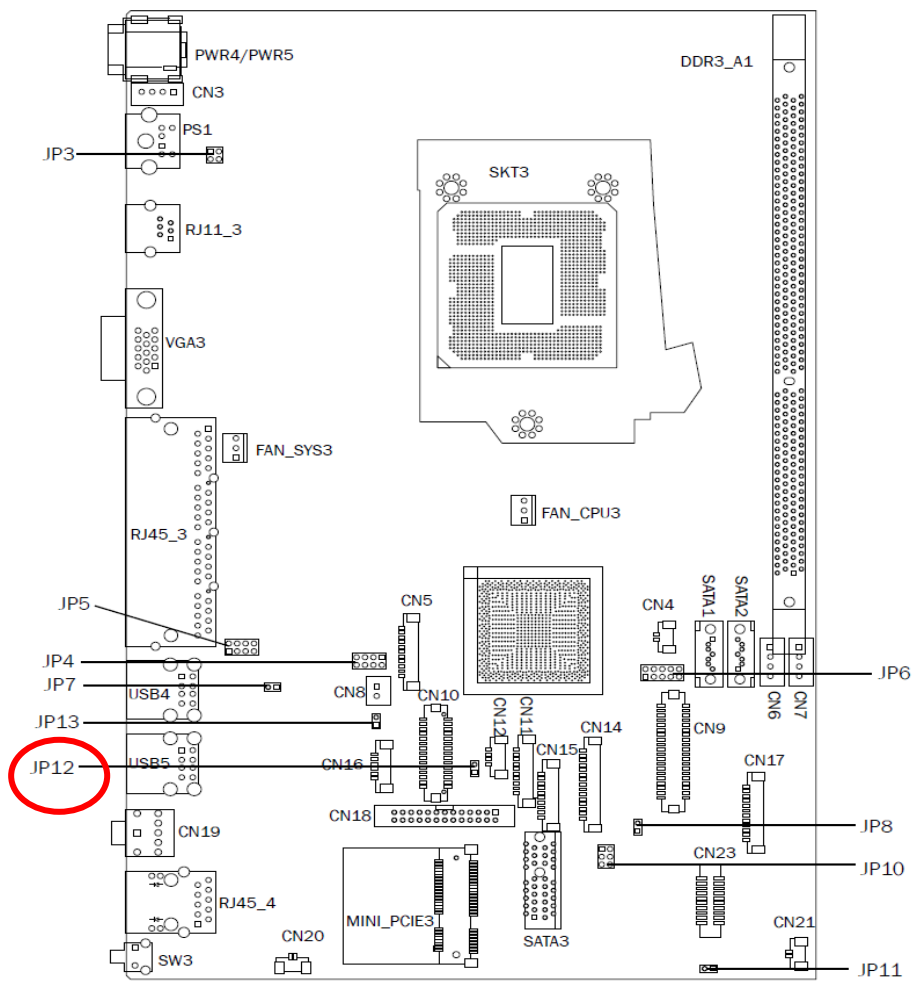 PWR4/PWR5
DDR3_A1
CN3
PS1
JP3
SKT3
RJ11_3
VGA3
FAN_SYS3
FAN_CPU3
RJ45_3
SATA1
SATA2
CN5
CN4
JP5
JP4
JP6
JP7
USB4
CN8
CN10
CN12
CN11
CN6
CN7
JP13
CN14
CN9
JP12
USB5
CN16
CN15
CN17
CN18
CN19
JP8
CN23
JP10
RJ45_4
MINI_PCIE3
CN20
SATA3
CN21
SW3
JP11